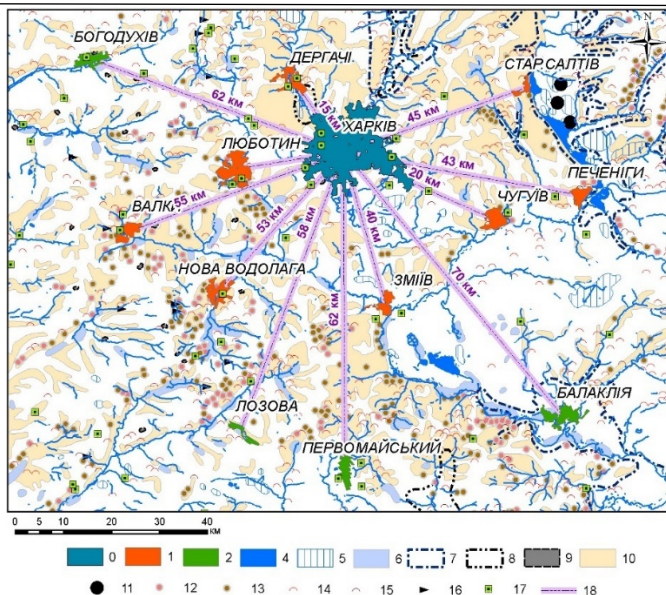 N
БОГОДУХІВ
ДЕРГАЧІ
СТАР.САЛТІВ
62 КМ
15 КМ
ХАРКІВ
45 КМ
ЛЮБОТИН
43 КМ
ПЕЧЕНІГИ
20 КМ
ЧУГУЇВ
55 КМ
ВАЛКИ
53 КМ
58 КМ
40 КМ
70 КМ
НОВА ВОДОЛАГА
ЗМІЇВ
62 КМ
БАЛАКЛІЯ
ЛОЗОВА
ПЕРВОМАЙСЬКИЙ
0 5 10 20 30 40
КМ
0 1 2 4 5 6 7 8 9 10
11 12 13 14 15 16 17 18